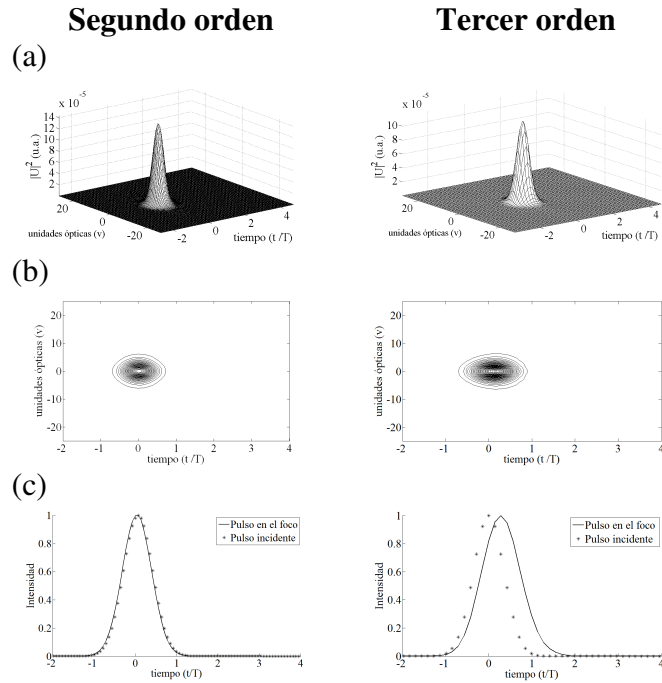 Segundo orden
Tercer orden
(a)
x 10⁻⁵
14
12
10
8
6
4
2
|U|² (u.a.)
20
0
-20
unidades ópticas (v)
-2
0
2
4
tiempo (t /T)
x 10⁻⁵
10
8
6
4
2
|U|² (u.a.)
20
0
-20
unidades ópticas (v)
-2
0
2
4
tiempo (t /T)
(b)
20
10
0
-10
-20
unidades ópticas (v)
-2 -1 0 1 2 3 4
tiempo (t /T)
20
10
0
-10
-20
unidades ópticas (v)
-2 -1 0 1 2 3 4
tiempo (t /T)
(c)
1
0.8
0.6
0.4
0.2
0
Intensidad
Pulso en el foco
Pulso incidente
-2 -1 0 1 2 3 4
tiempo (t/T)
1
0.8
0.6
0.4
0.2
0
Intensidad
Pulso en el foco
Pulso incidente
-2 -1 0 1 2 3 4
tiempo (t/T)